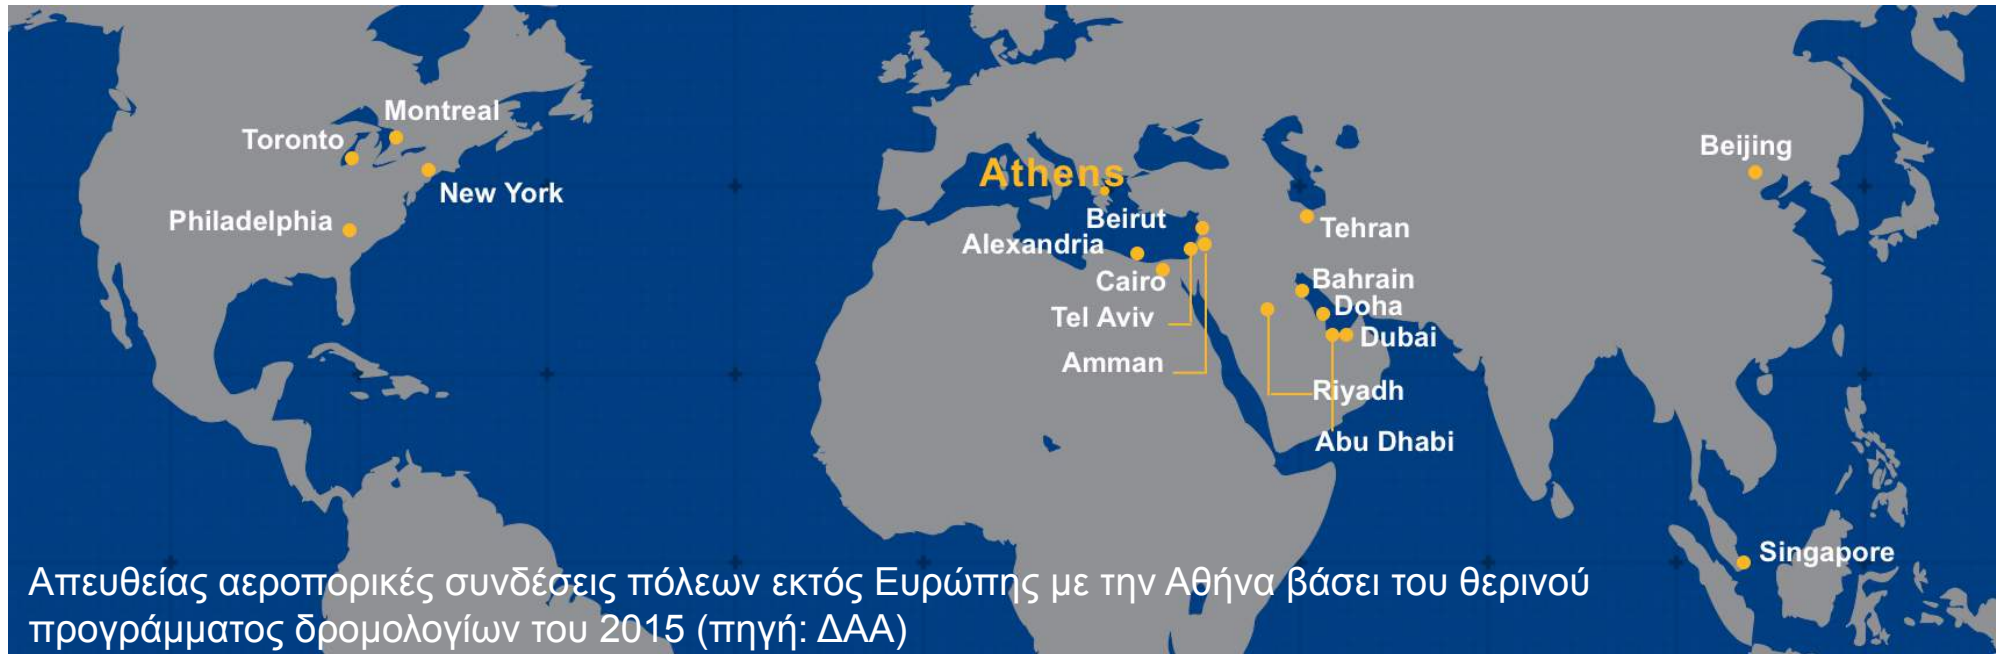 Montreal
Toronto
New York
Philadelphia
Athens
Beirut
Alexandria
Cairo
Tel Aviv
Amman
Tehran
Bahrain
Doha
Dubai
Riyadh
Abu Dhabi
Beijing
Singapore
Απευθείας αεροπορικές συνδέσεις πόλεων εκτός Ευρώπης με την Αθήνα βάσει του θερινού
προγράμματος δρομολογίων του 2015 (πηγή: ΔΑΑ)